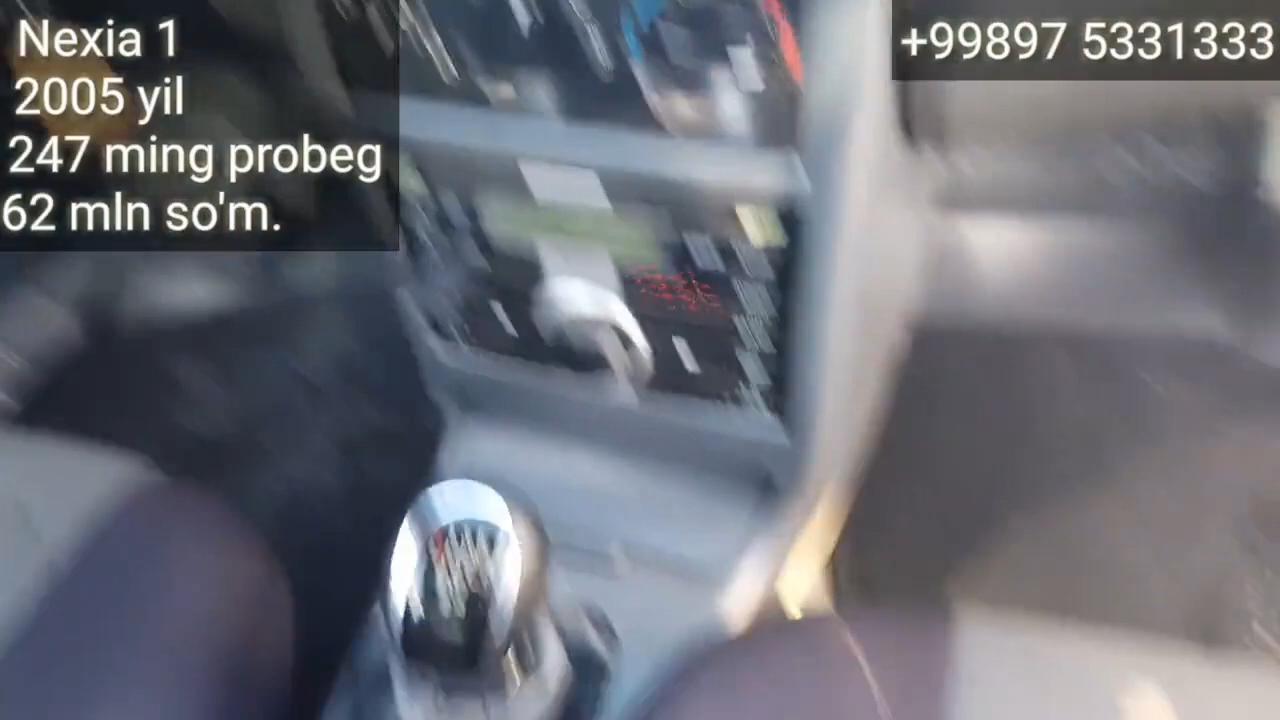 Nexia 1
2005 yil
247 ming probeg
62 mln so'm.
+99897 5331333